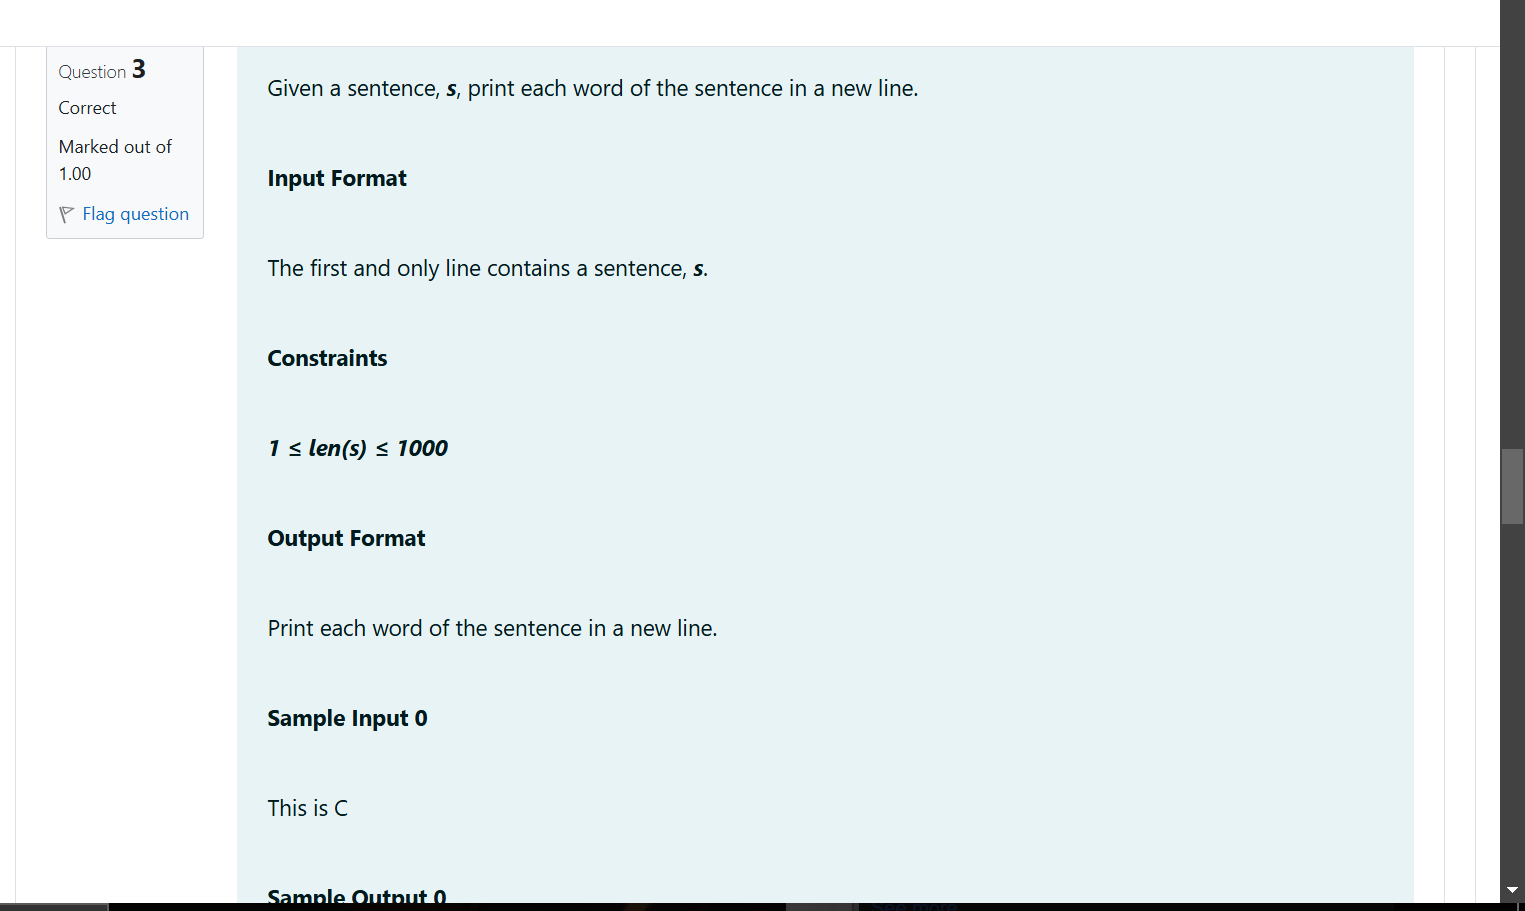 Question 3
Correct
Marked out of
1.00
Flag question
Given a sentence, s, print each word of the sentence in a new line.
Input Format
The first and only line contains a sentence, s.
Constraints
1 ≤ len(s) ≤ 1000
Output Format
Print each word of the sentence in a new line.
Sample Input 0
This is C
Sample Output 0
See more